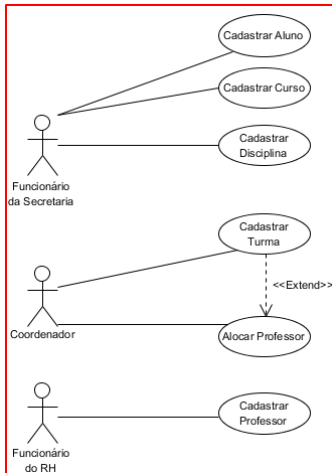 Cadastrar Aluno
Cadastrar Curso
Cadastrar
Disciplina
Funcionário
da Secretaria
Cadastrar
Turma
<<Extend>>
Coordenador
Alocar Professor
Cadastrar
Professor
Funcionário
do RH